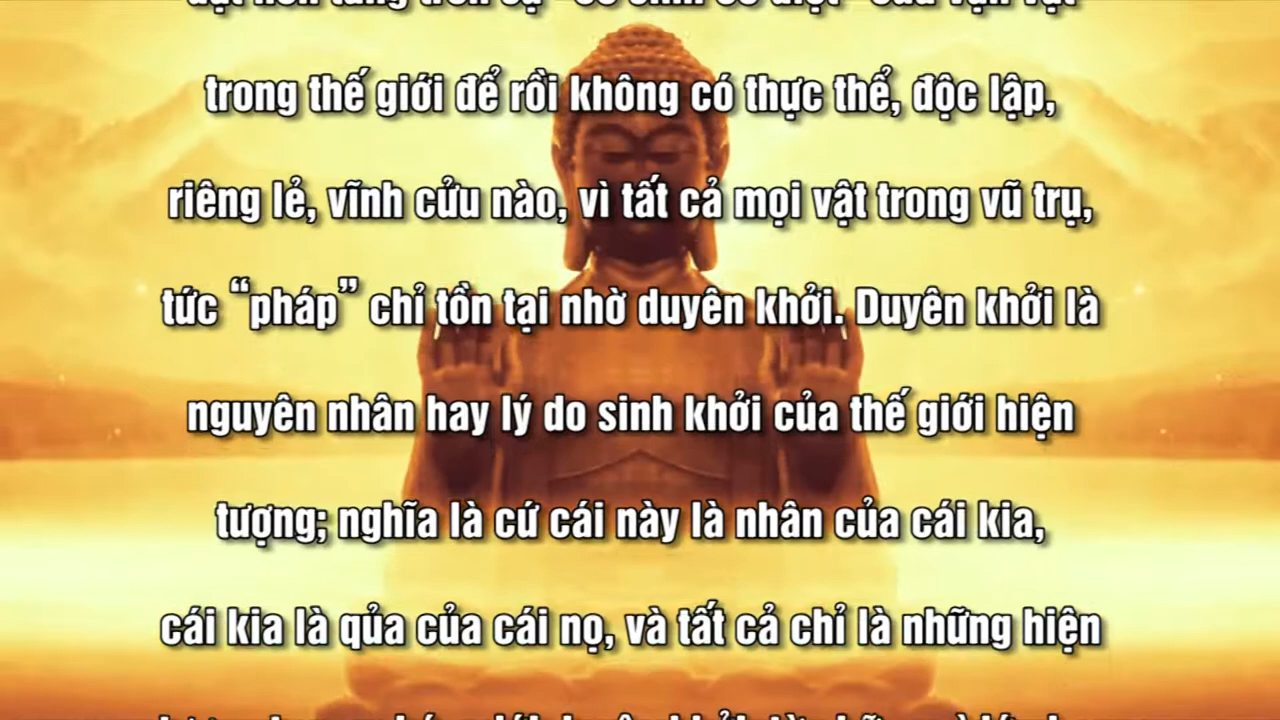 trong thế giới để rồi không có thực thể, độc lập,
riêng lẻ, vĩnh cửu nào, vì tất cả mọi vật trong vũ trụ,
tức “pháp” chỉ tồn tại nhờ duyên khởi. Duyên khởi là
nguyên nhân hay lý do sinh khởi của thế giới hiện
tượng; nghĩa là cứ cái này là nhân của cái kia,
cái kia là qủa của cái nọ, và tất cả chỉ là những hiện